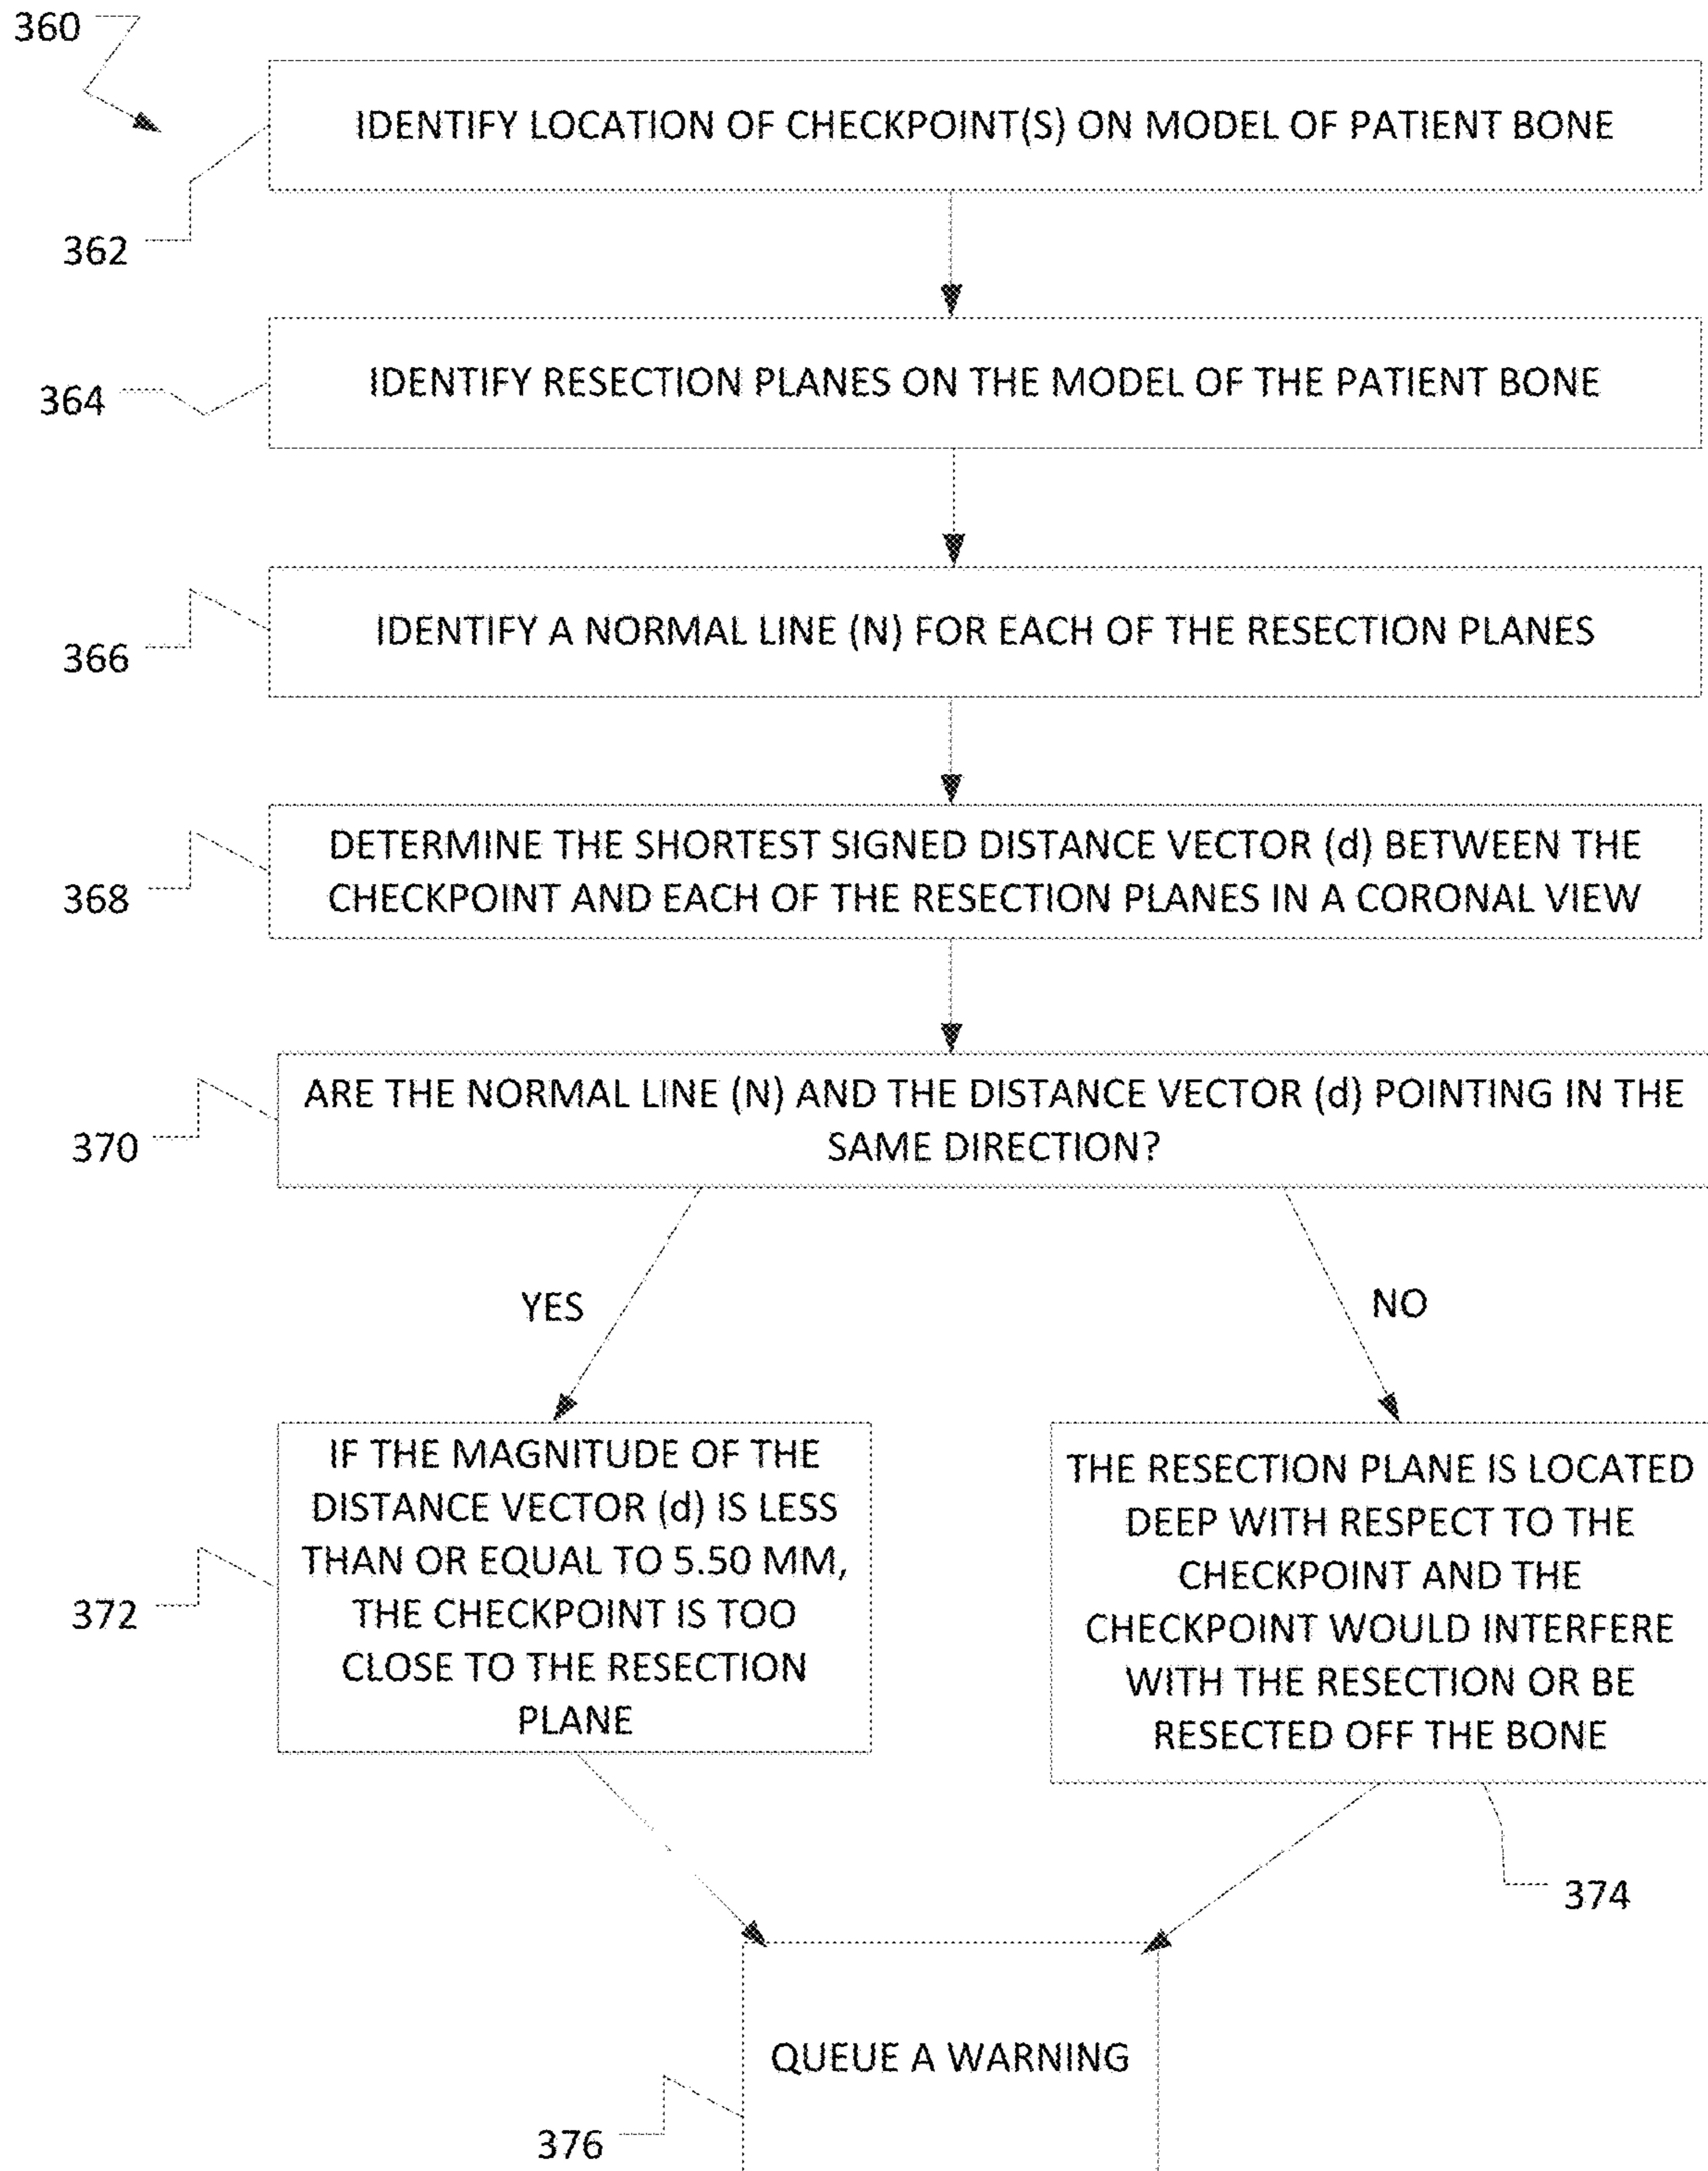 360
IDENTIFY LOCATION OF CHECKPOINT(S) ON MODEL OF PATIENT BONE
362
IDENTIFY RESECTION PLANES ON THE MODEL OF THE PATIENT BONE
364
IDENTIFY A NORMAL LINE (N) FOR EACH OF THE RESECTION PLANES
366
DETERMINE THE SHORTEST SIGNED DISTANCE VECTOR (d) BETWEEN THE
CHECKPOINT AND EACH OF THE RESECTION PLANES IN A CORONAL VIEW
368
ARE THE NORMAL LINE (N) AND THE DISTANCE VECTOR (d) POINTING IN THE
SAME DIRECTION?
370
YES
NO
IF THE MAGNITUDE OF THE
DISTANCE VECTOR (d) IS LESS
THAN OR EQUAL TO 5.50 MM,
THE CHECKPOINT IS TOO
CLOSE TO THE RESECTION
PLANE
372
THE RESECTION PLANE IS LOCATED
DEEP WITH RESPECT TO THE
CHECKPOINT AND THE
CHECKPOINT WOULD INTERFERE
WITH THE RESECTION OR BE
RESECTED OFF THE BONE
374
QUEUE A WARNING
376